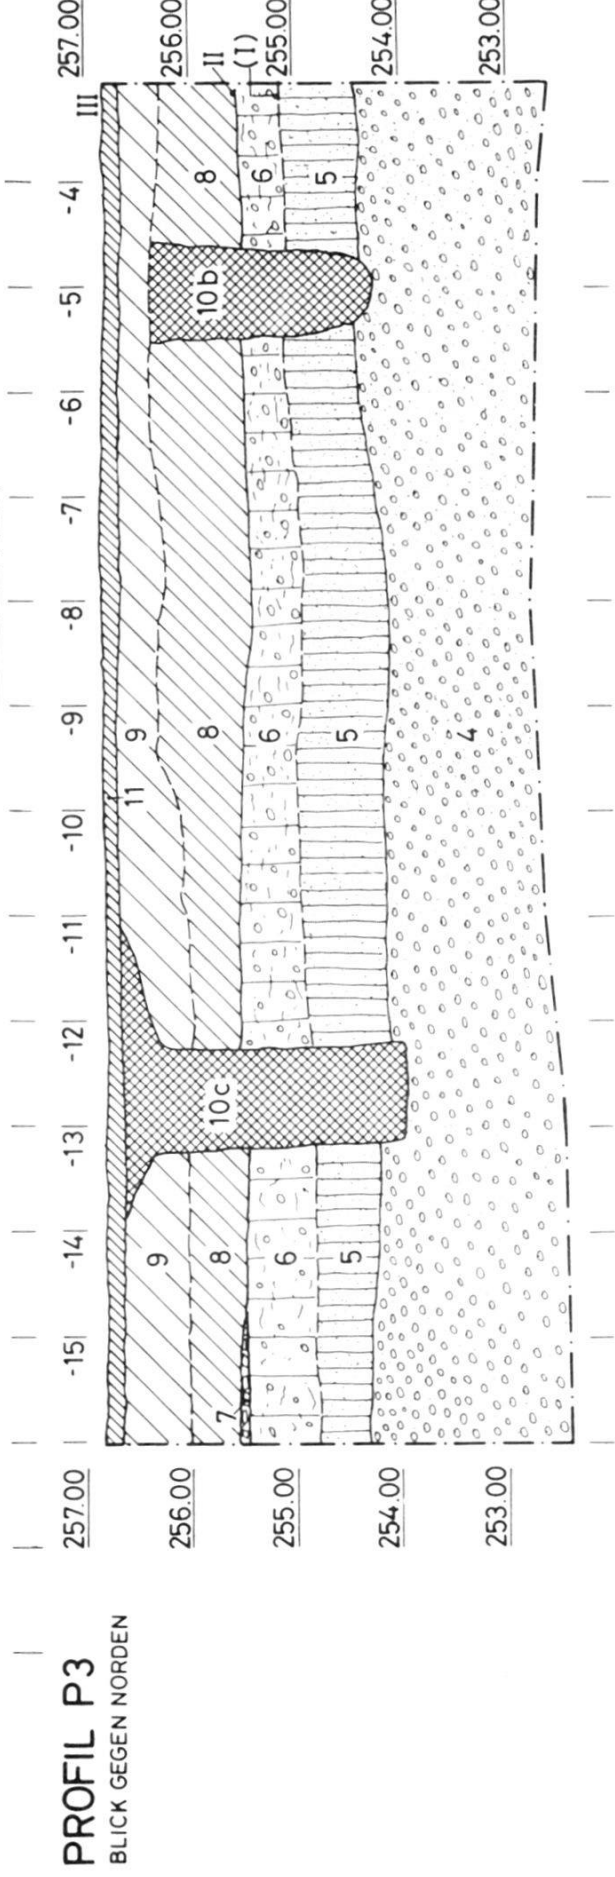 PROFIL P3
BLICK GEGEN NORDEN
-15 -14 -13 -12 -11 -10 -9 -8 -7 -6 -5 -4
257.00 257.00
III
11
256.00 256.00
9 9
10c 10b
8 8 8
II
7
(I)
255.00 255.00
6 6 6
5 5 5
254.00 254.00
4
253.00 253.00